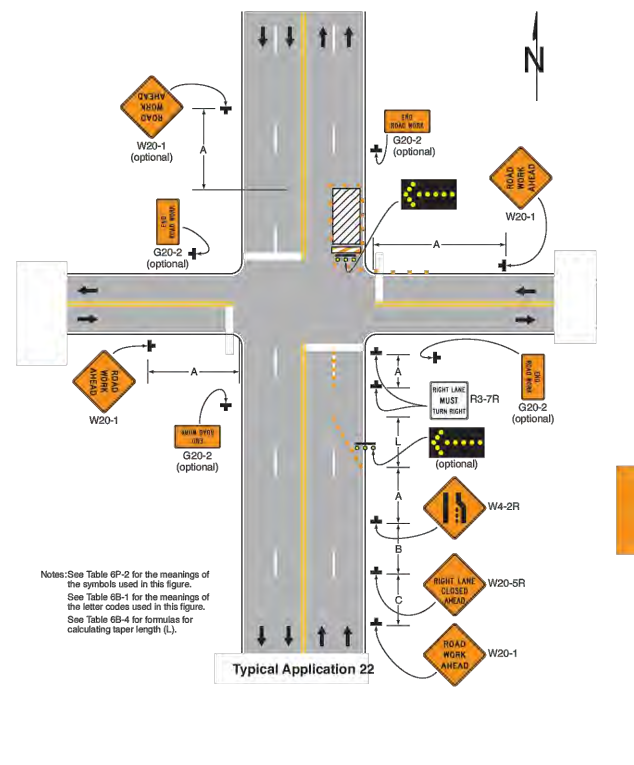 N
ROAD
WORK
AHEAD
W20-1
(optional)
A
END
ROAD WORK
G20-2
(optional)
ROAD
WORK
AHEAD
W20-1
A
END
ROAD WORK
G20-2
(optional)
ROAD
WORK
AHEAD
W20-1
A
END
ROAD WORK
G20-2
(optional)
A
RIGHT LANE
MUST
TURN RIGHT
R3-7R
END
ROAD WORK
G20-2
(optional)
L
(optional)
A
W4-2R
B
RIGHT LANE
CLOSED
AHEAD
W20-5R
C
ROAD
WORK
AHEAD
W20-1
Notes:See Table 6P-2 for the meanings of
the symbols used in this figure.
See Table 6B-1 for the meanings of
the letter codes used in this figure.
See Table 6B-4 for formulas for
calculating taper length (L).
Typical Application 22